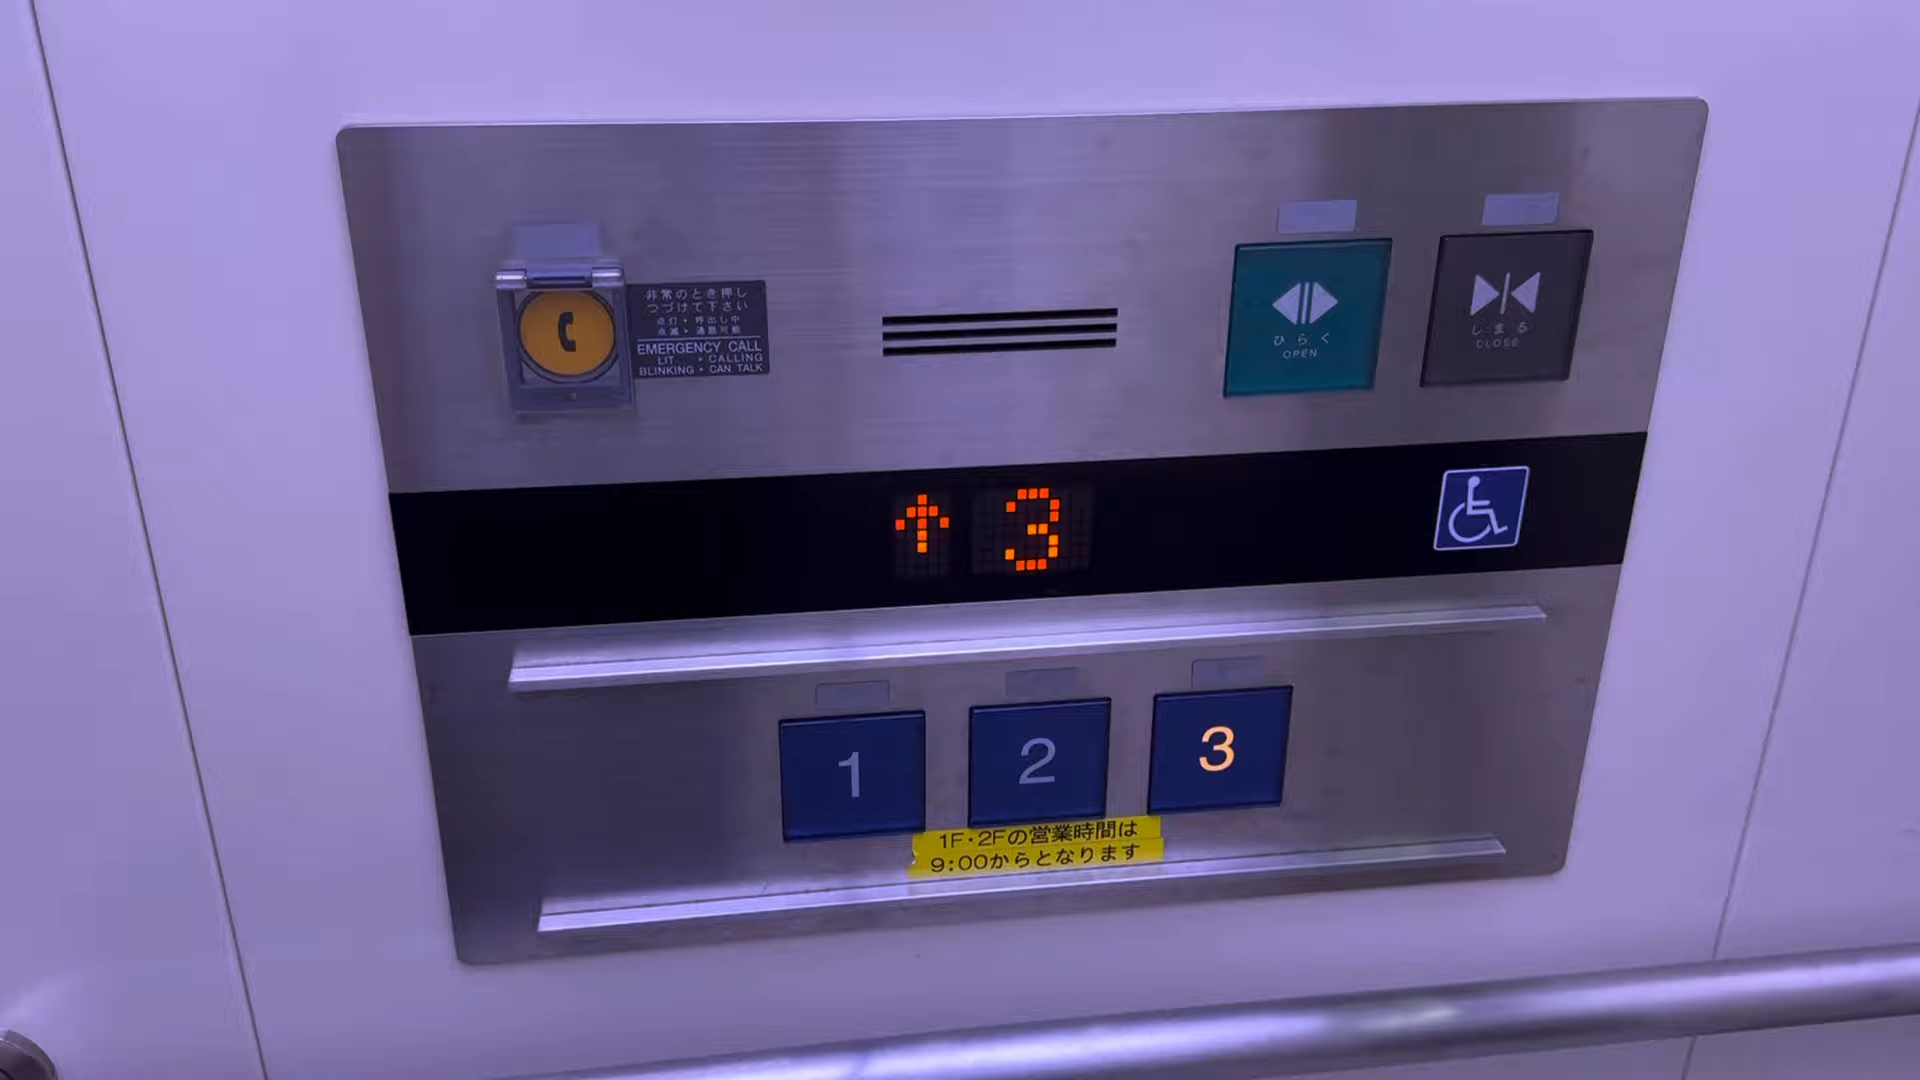 非常のとき押し
つづけて下さい
点灯・呼出し中
点滅・通話可能
EMERGENCY CALL
LIT ・CALLING
BLINKING・CAN TALK
ひらく
OPEN
しまる
CLOSE
↑ 3
1
2
3
1F・2Fの営業時間は
9:00からとなります